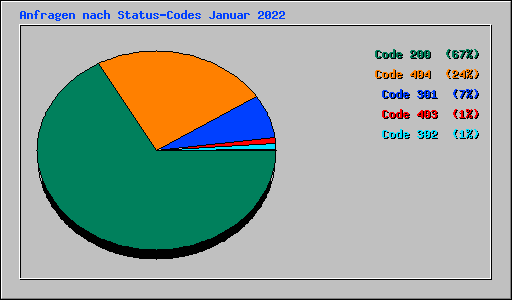 Anfragen nach Status-Codes Januar 2022
Code 200 (67%)
Code 404 (24%)
Code 301 (7%)
Code 403 (1%)
Code 302 (1%)